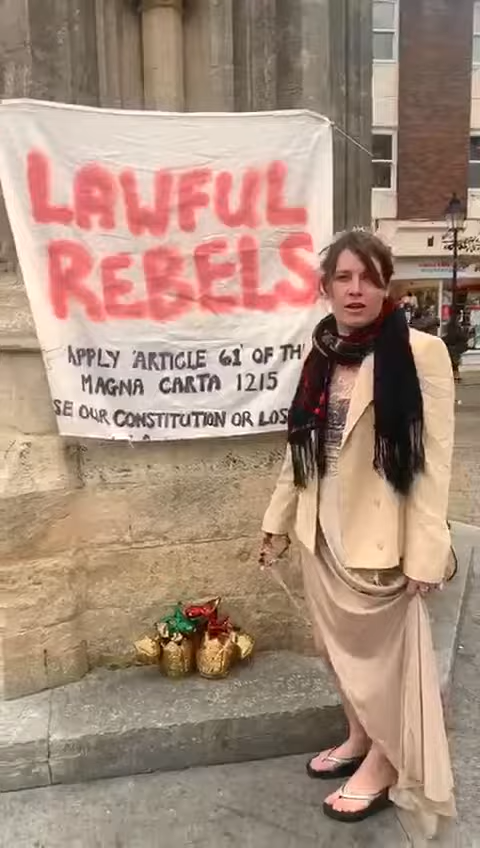 LAWFUL
REBELS
APPLY 'ARTICLE 61' OF TH
MAGNA CARTA 1215
SE OUR CONSTITUTION OR LOS